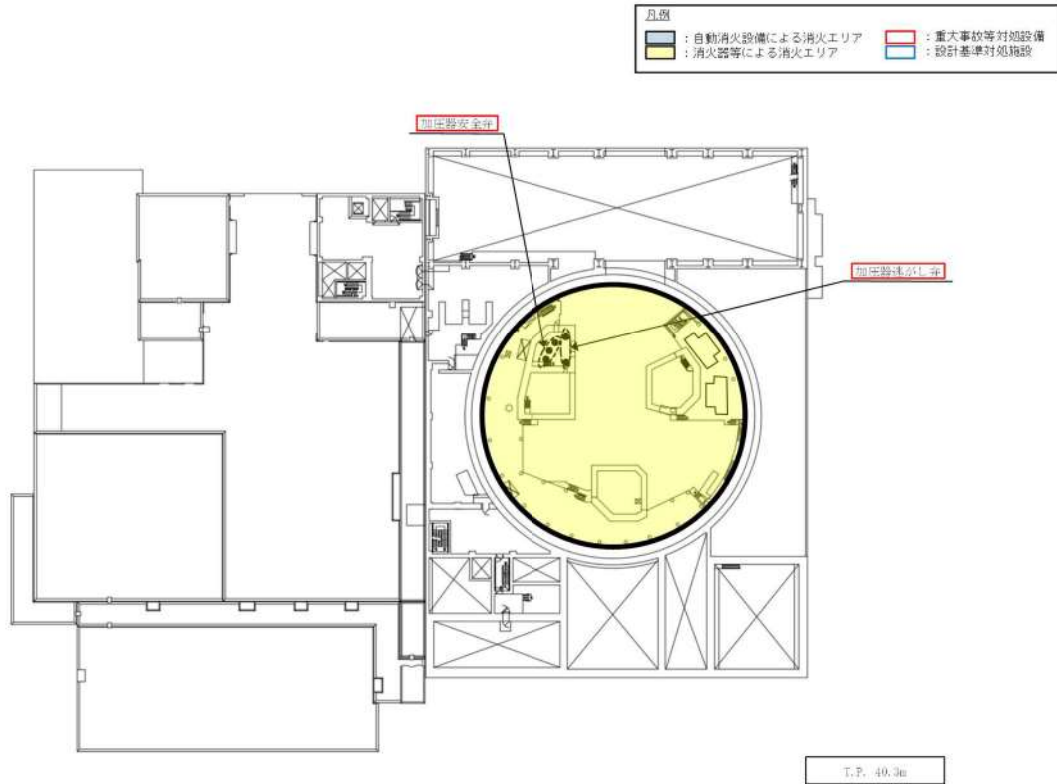 凡例
：自動消火設備による消火エリア ：重大事故等対処設備
：消火器等による消火エリア ：設計基準対処施設
加圧器安全弁
加圧器逃がし弁
T.P. 40.3m